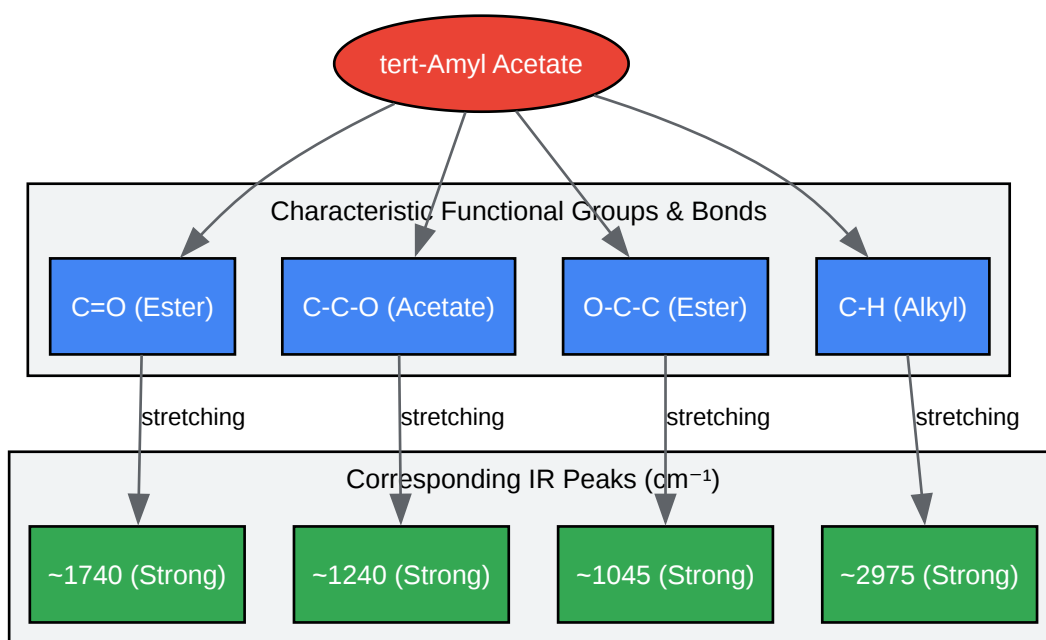 tert-Amyl Acetate
Characteristic Functional Groups & Bonds
C=O (Ester)
C-C-O (Acetate)
O-C-C (Ester)
C-H (Alkyl)
stretching
stretching
stretching
stretching
Corresponding IR Peaks (cm⁻¹)
~1740 (Strong)
~1240 (Strong)
~1045 (Strong)
~2975 (Strong)